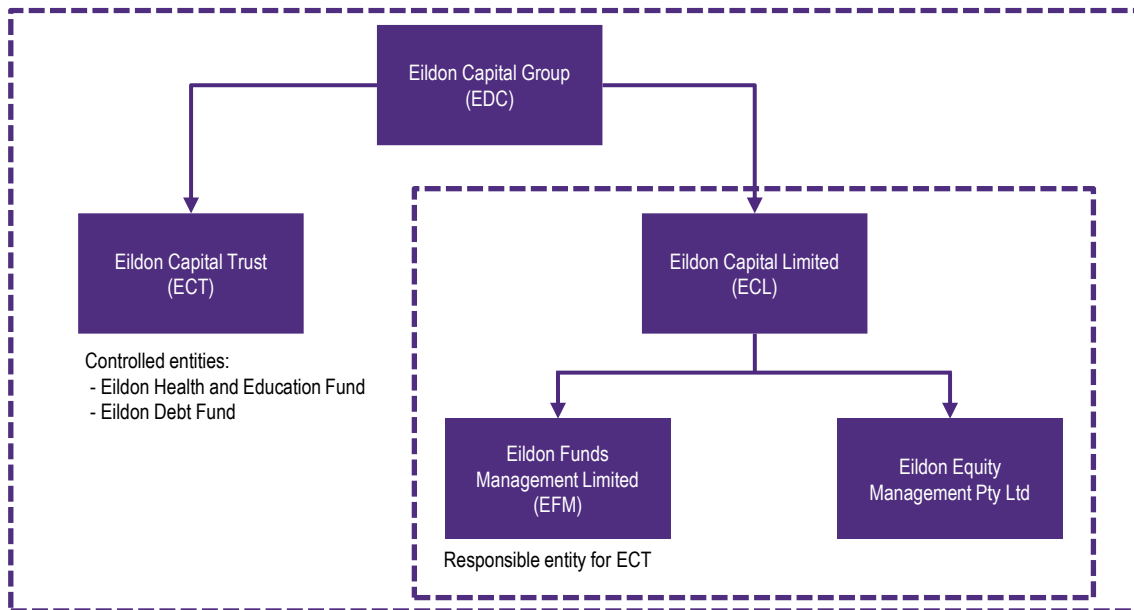 Eildon Capital Group
(EDC)
Eildon Capital Trust
(ECT)
Controlled entities:
- Eildon Health and Education Fund
- Eildon Debt Fund
Eildon Capital Limited
(ECL)
Eildon Funds
Management Limited
(EFM)
Responsible entity for ECT
Eildon Equity
Management Pty Ltd